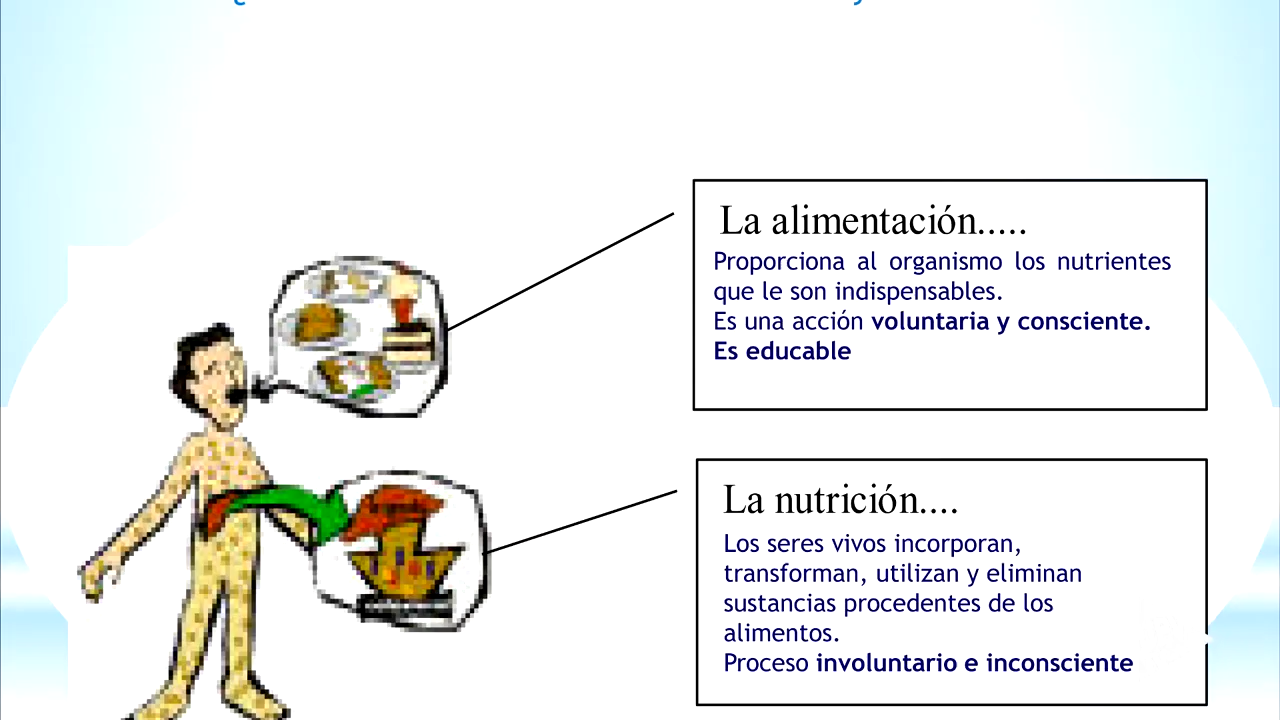 La alimentación.....
Proporciona al organismo los nutrientes
que le son indispensables.
Es una acción voluntaria y consciente.
Es educable
La nutrición....
Los seres vivos incorporan,
transforman, utilizan y eliminan
sustancias procedentes de los
alimentos.
Proceso involuntario e inconsciente